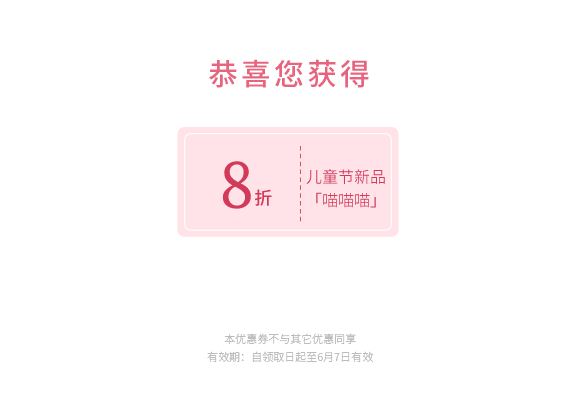 恭喜您获得
8折
儿童节新品
「喵喵喵」
本优惠券不与其它优惠同享
有效期：自领取日起至6月7日有效